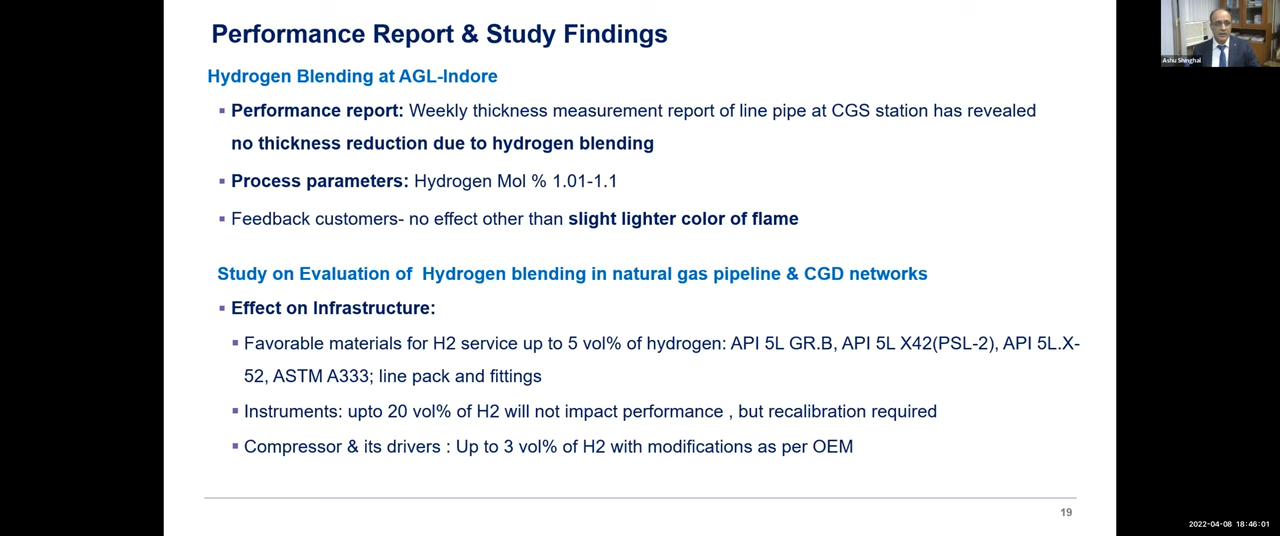 Performance Report & Study Findings
Hydrogen Blending at AGL-Indore
▪ Performance report: Weekly thickness measurement report of line pipe at CGS station has revealed
no thickness reduction due to hydrogen blending
▪ Process parameters: Hydrogen Mol % 1.01-1.1
▪ Feedback customers- no effect other than slight lighter color of flame
Study on Evaluation of Hydrogen blending in natural gas pipeline & CGD networks
▪ Effect on Infrastructure:
▪ Favorable materials for H2 service up to 5 vol% of hydrogen: API 5L GR.B, API 5L X42(PSL-2), API 5L.X-
52, ASTM A333; line pack and fittings
▪ Instruments: upto 20 vol% of H2 will not impact performance , but recalibration required
▪ Compressor & its drivers : Up to 3 vol% of H2 with modifications as per OEM
19
Ashu Shinghal
2022-04-08 18:46:01